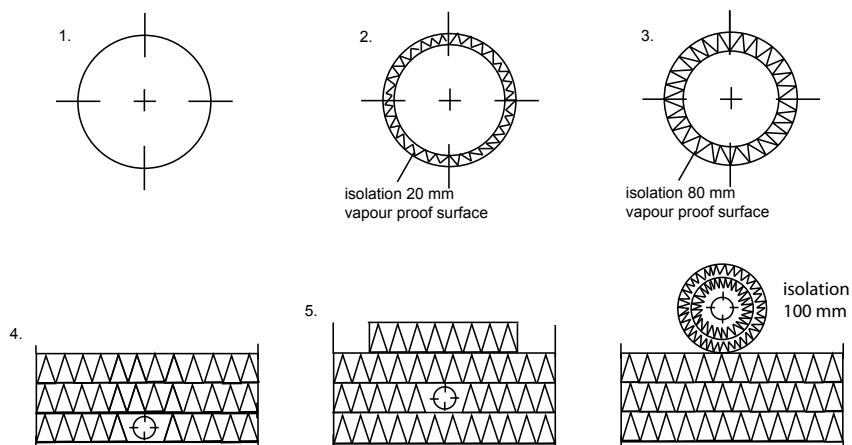 1.
2.
3.
isolation 20 mm
vapour proof surface
isolation 80 mm
vapour proof surface
4.
5.
isolation
100 mm